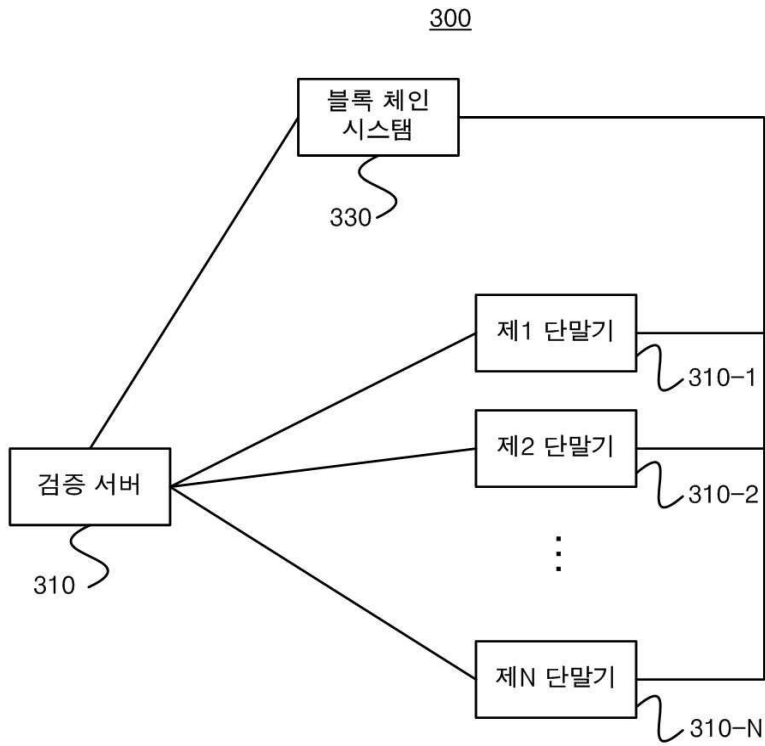 300
블록 체인
시스탬
330
제1 단말기
310-1
제2 단말기
310-2
검증 서버
310
제N 단말기
310-N